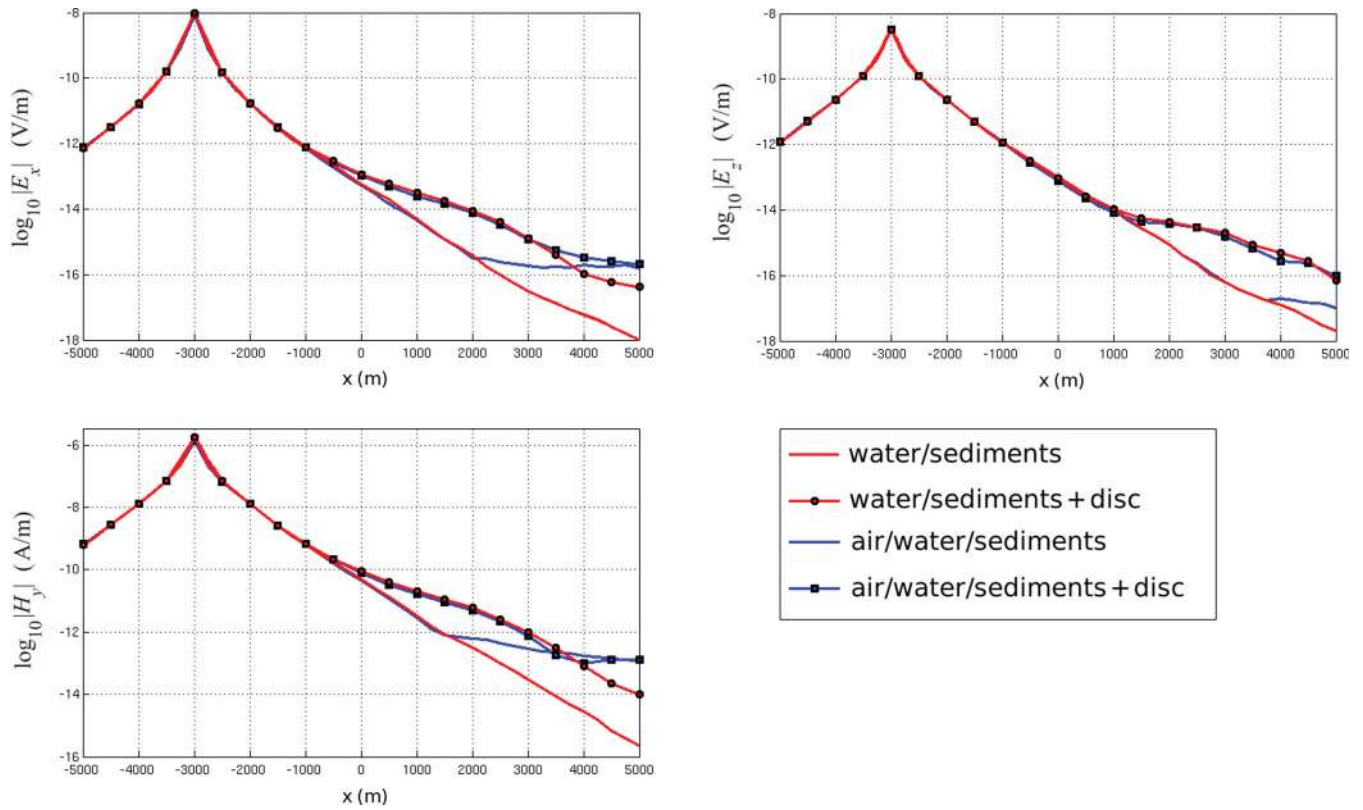 -8
-10
-12
-14
-16
-18
log10|Ex| (V/m)
-5000 -4000 -3000 -2000 -1000 0 1000 2000 3000 4000 5000
x (m)
-8
-10
-12
-14
-16
-18
log10|Ez| (V/m)
-5000 -4000 -3000 -2000 -1000 0 1000 2000 3000 4000 5000
x (m)
-6
-8
-10
-12
-14
-16
log10|Hy| (A/m)
-5000 -4000 -3000 -2000 -1000 0 1000 2000 3000 4000 5000
x (m)
water/sediments
water/sediments + disc
air/water/sediments
air/water/sediments + disc